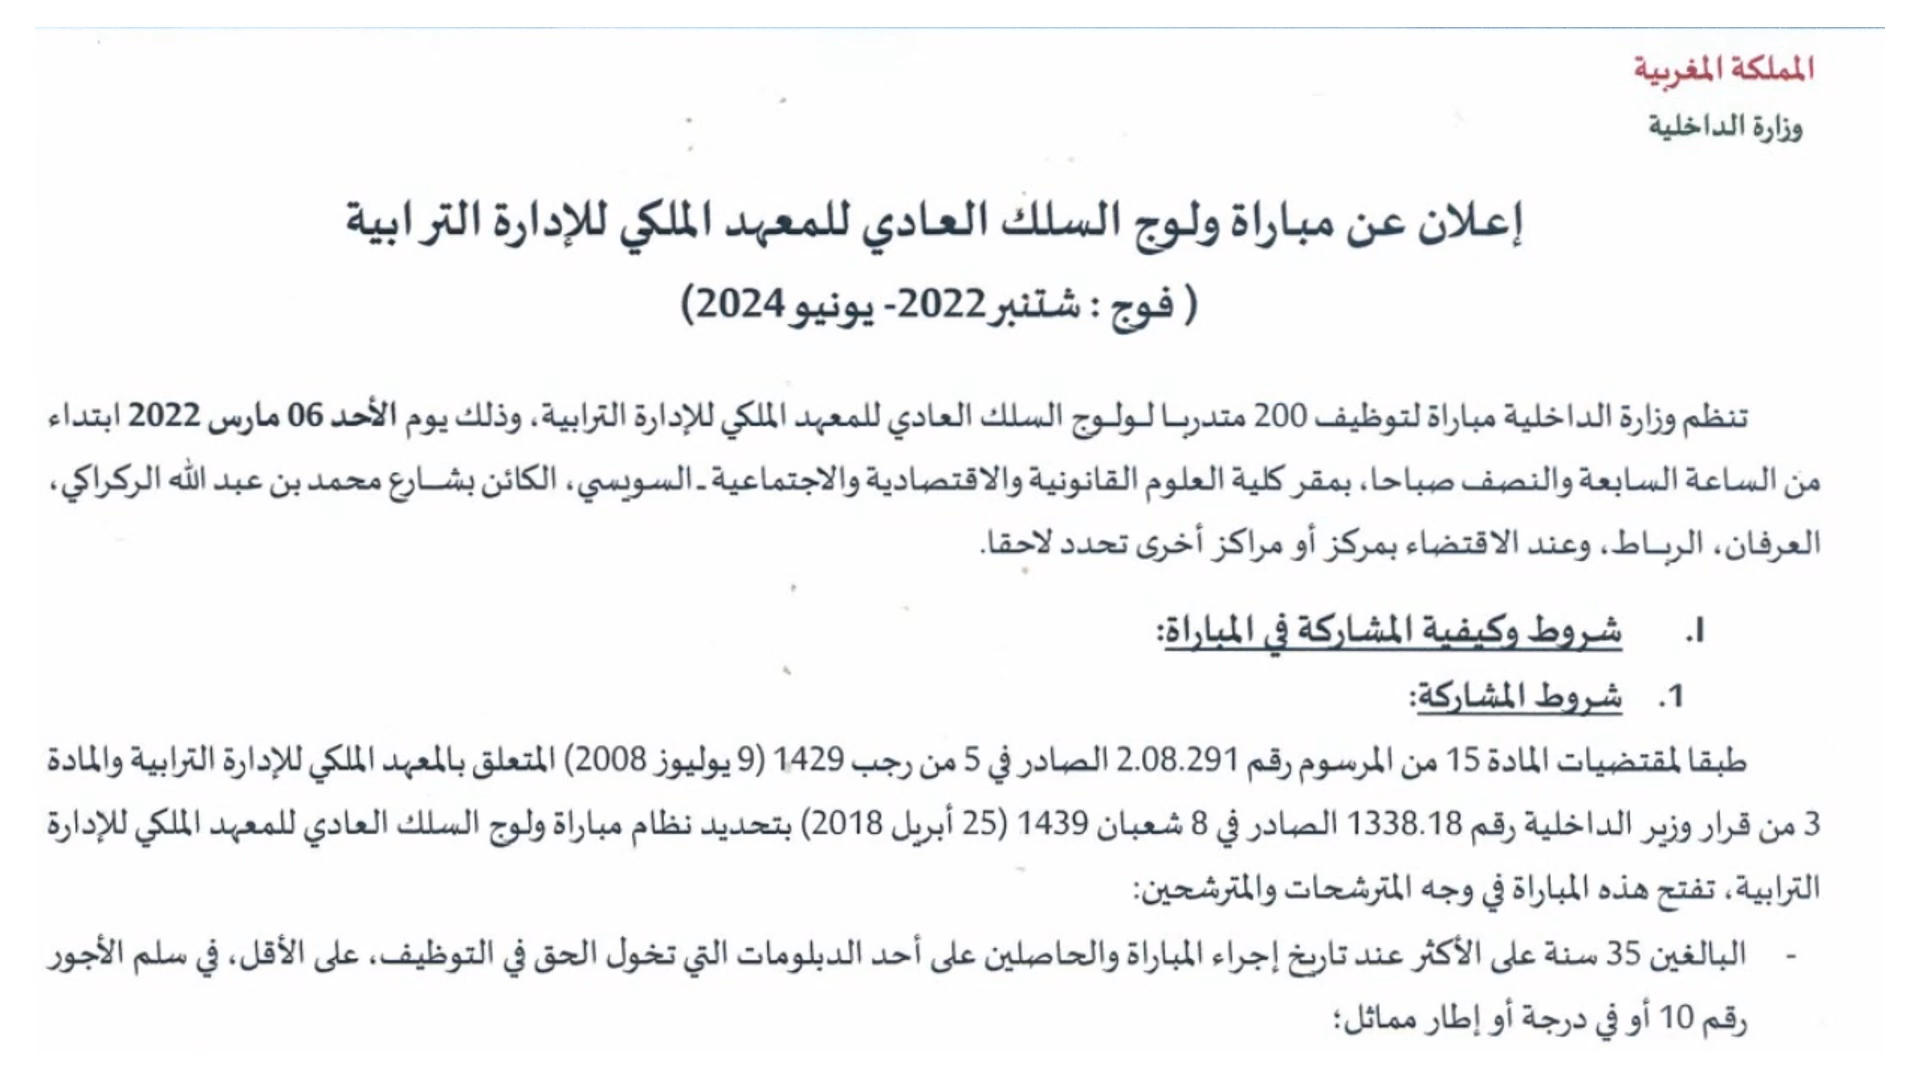 المملكة المغربية
وزارة الداخلية
إعلان عن مباراة ولوج السلك العادي للمعهد الملكي للإدارة الترابية
( فوج : شتنبر 2022- يونيو 2024)
تنظم وزارة الداخلية مباراة لتوظيف 200 متدربا لولوج السلك العادي للمعهد الملكي للإدارة الترابية، وذلك يوم الأحد 06 مارس 2022 ابتداء
من الساعة السابعة والنصف صباحا، بمقر كلية العلوم القانونية والاقتصادية والاجتماعية - السويسي، الكائن بشارع محمد بن عبد الله الركراكي،
العرفان، الرباط، وعند الاقتضاء بمركز أو مراكز أخرى تحدد لاحقا.
I. شروط وكيفية المشاركة في المباراة:
1. شروط المشاركة:
طبقا لمقتضيات المادة 15 من المرسوم رقم 2.08.291 الصادر في 5 من رجب 1429 (9 يوليوز 2008) المتعلق بالمعهد الملكي للإدارة الترابية والمادة
3 من قرار وزير الداخلية رقم 1338.18 الصادر في 8 شعبان 1439 (25 أبريل 2018) بتحديد نظام مباراة ولوج السلك العادي للمعهد الملكي للإدارة
الترابية، تفتح هذه المباراة في وجه المترشحات والمترشحين:
- البالغين 35 سنة على الأكثر عند تاريخ إجراء المباراة والحاصلين على أحد الدبلومات التي تخول الحق في التوظيف، على الأقل، في سلم الأجور
رقم 10 أو في درجة أو إطار مماثل؛